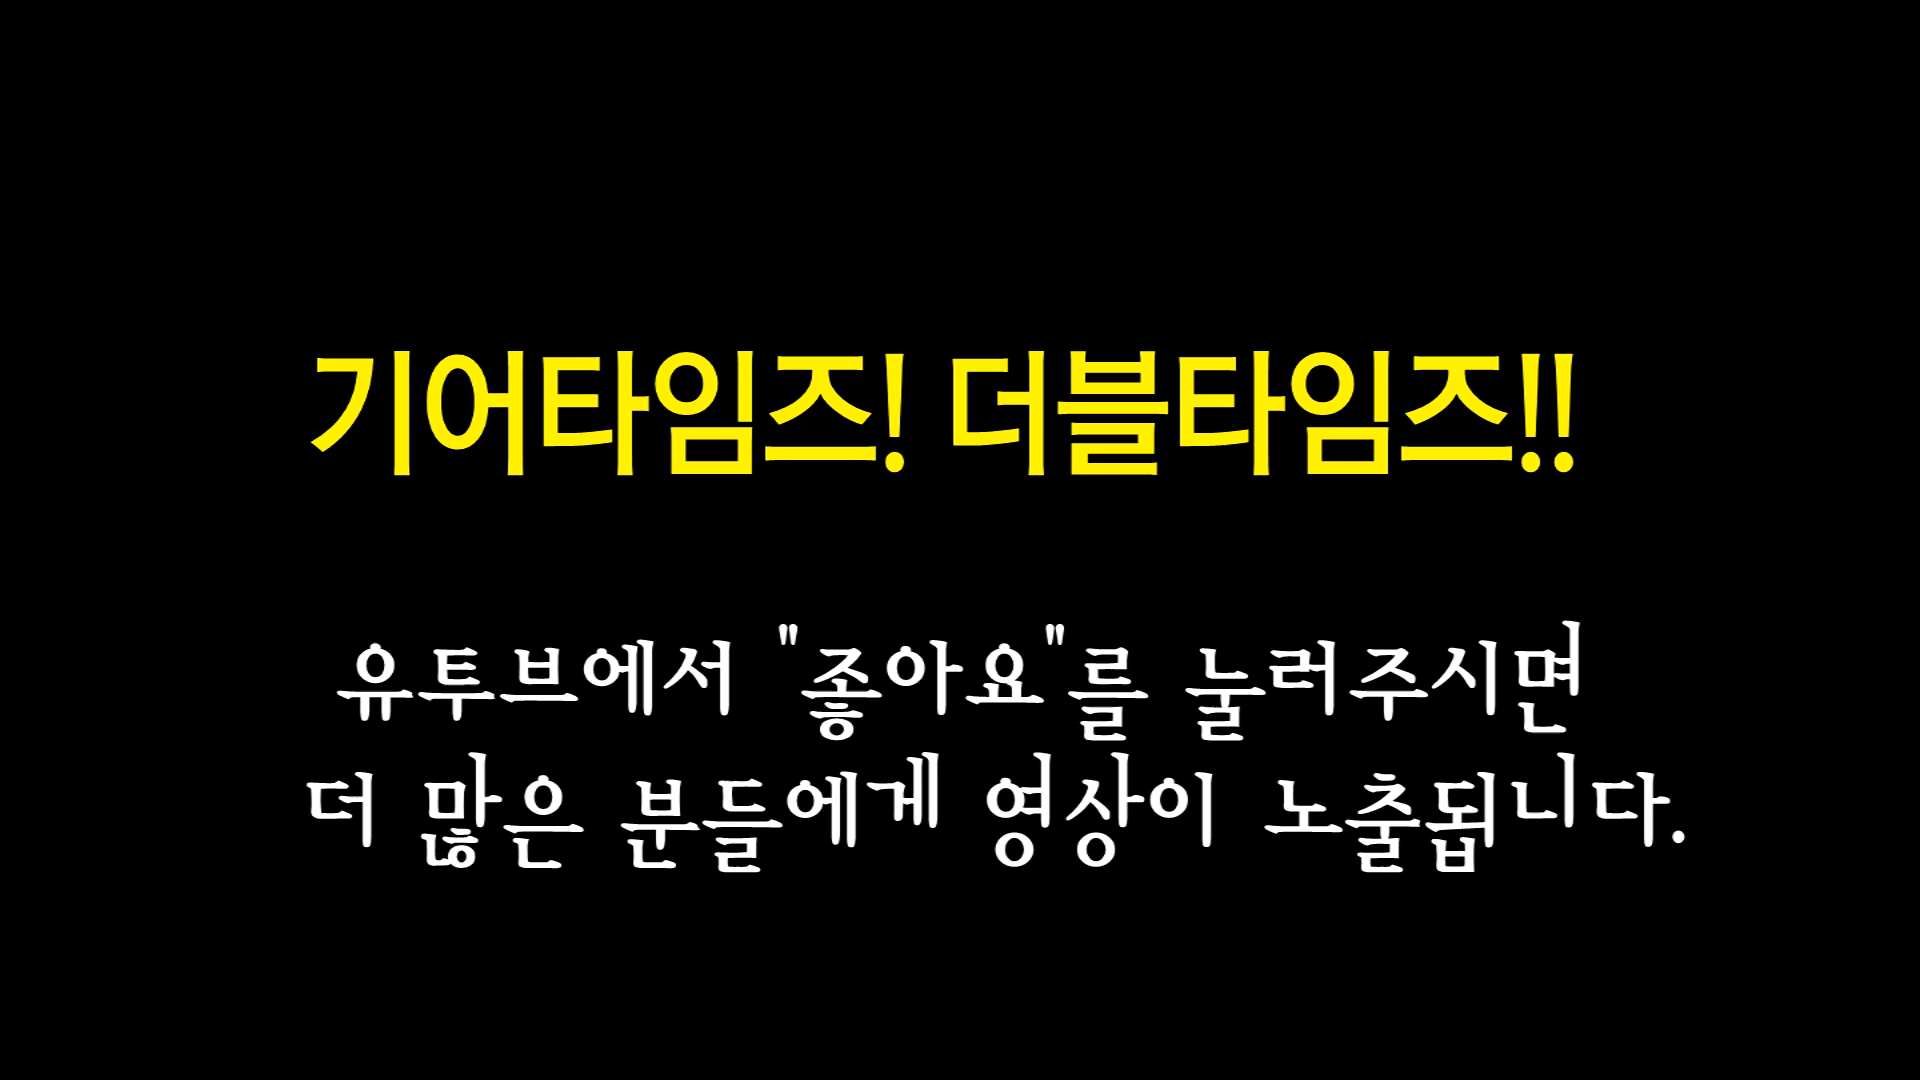 기어타임즈! 더블타임즈!!
유투브에서 "좋아요"를 눌러주시면
더 많은 분들에게 영상이 노출됩니다.